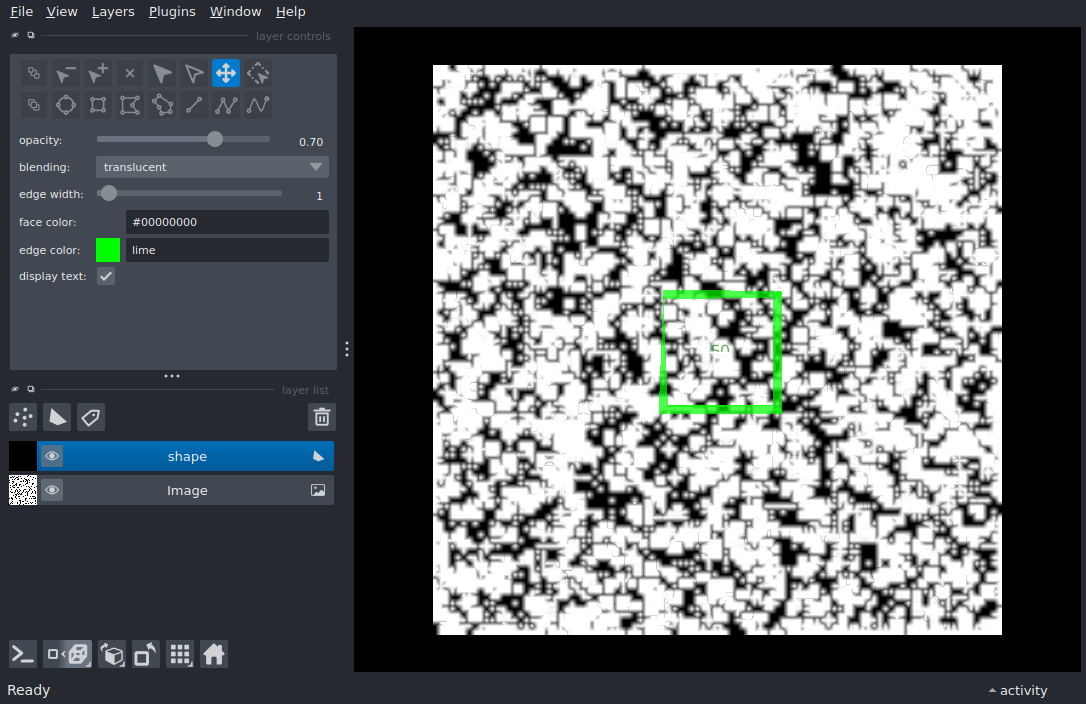 File View Layers Plugins Window Help
layer controls
opacity: 0.70
blending: translucent
edge width: 1
face color: #00000000
edge color: lime
display text:
layer list
shape
Image
50
Ready
activity